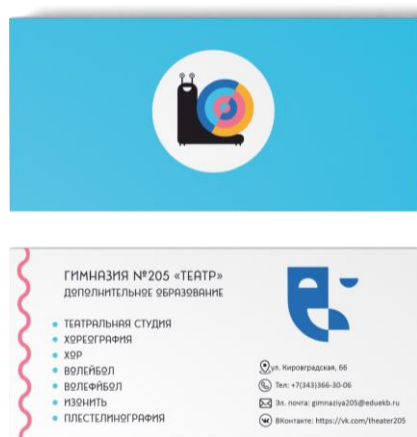 ГИМНАЗИЯ №205 «ТЕАТР»
ДОПОЛНИТЕЛЬНОЕ ОБРАЗОВАНИЕ
ТЕАТРАЛЬНАЯ СТУДИЯ
ХОРЕОГРАФИЯ
ХОР
ВОЛЕЙБОЛ
ВОЛЕФЙБОЛ
ИЗОНИТЬ
ПЛЕСТЕЛИНОГРАФИЯ
ул. Кировградская, 66
Тел: +7(343)366-30-06
Эл. почта: gimnaziya205@eduekb.ru
ВКонтакте: https://vk.com/theater205